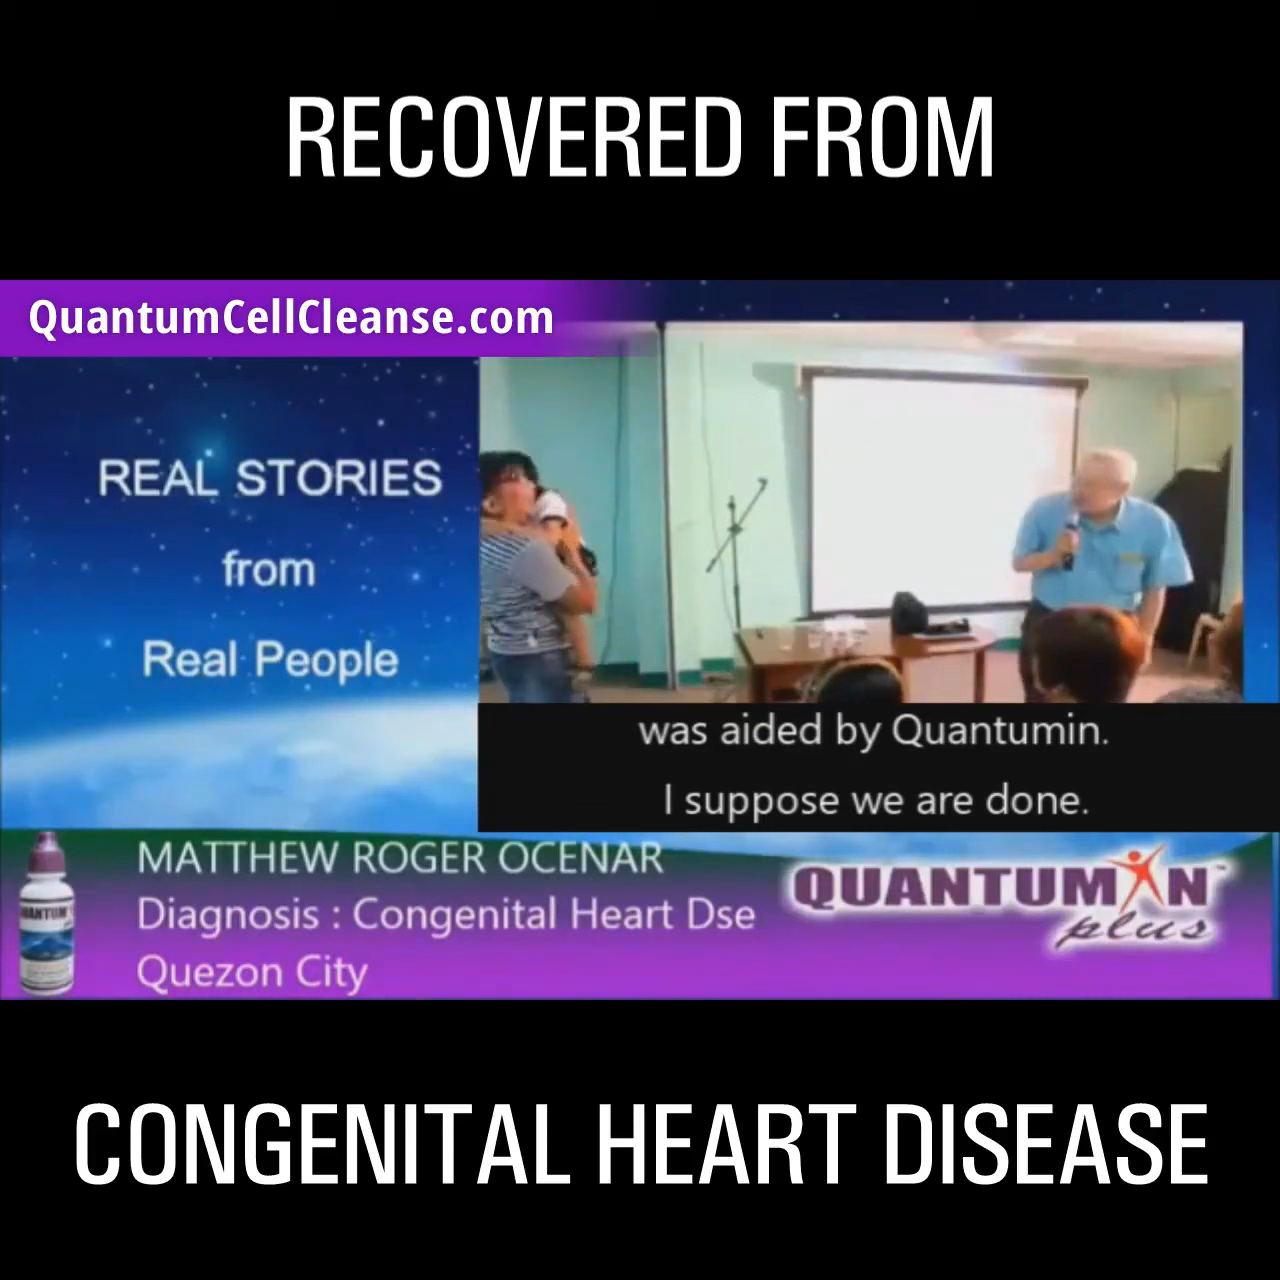 RECOVERED FROM
QuantumCellCleanse.com
REAL STORIES
from
Real People
was aided by Quantumin.
I suppose we are done.
MATTHEW ROGER OCENAR
Diagnosis : Congenital Heart Dse
Quezon City
QUANTUMIN™
plus
CONGENITAL HEART DISEASE